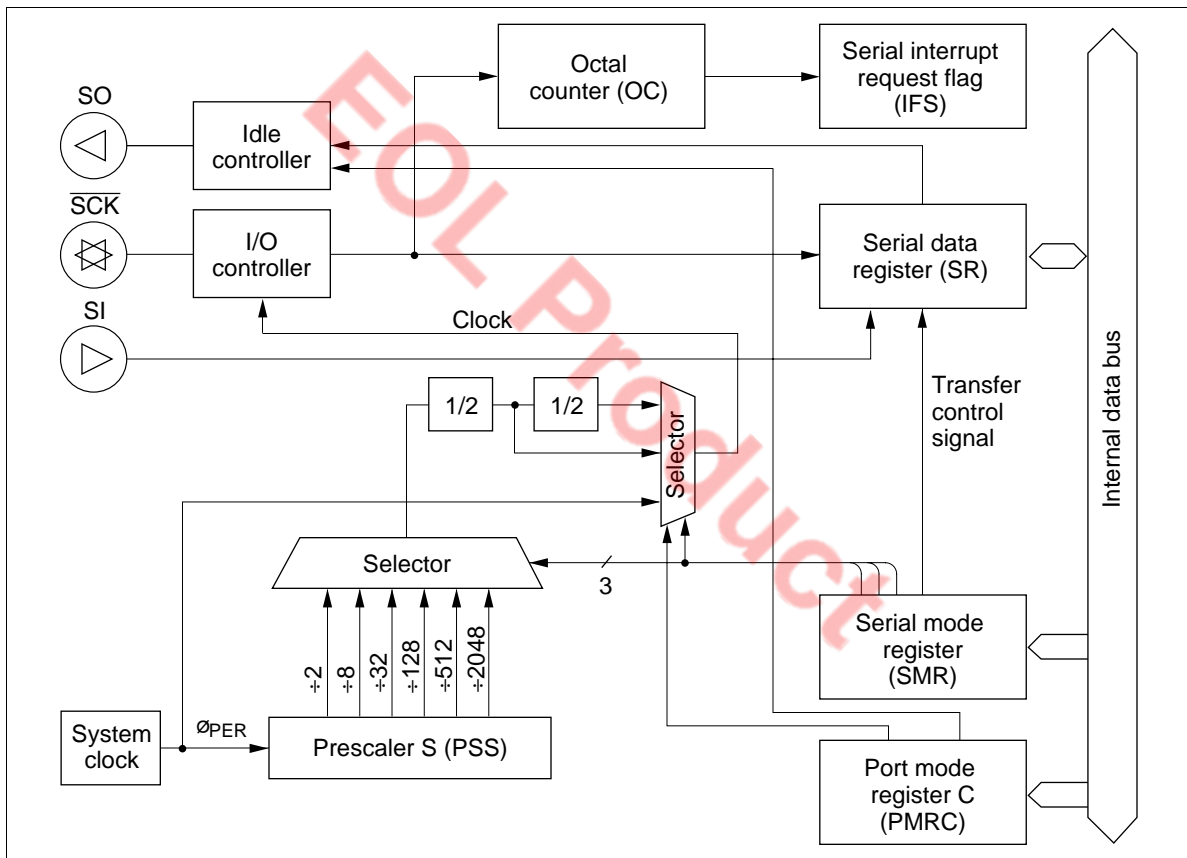 Octal
counter (OC)
Serial interrupt
request flag
(IFS)
SO
Idle
controller
SCK
I/O
controller
Serial data
register (SR)
SI
Clock
Transfer
control
signal
Internal data bus
1/2
1/2
Selector
Selector
3
÷2
÷8
÷32
÷128
÷512
÷2048
Serial mode
register
(SMR)
System
clock
øPER
Prescaler S (PSS)
Port mode
register C
(PMRC)
EOL Product